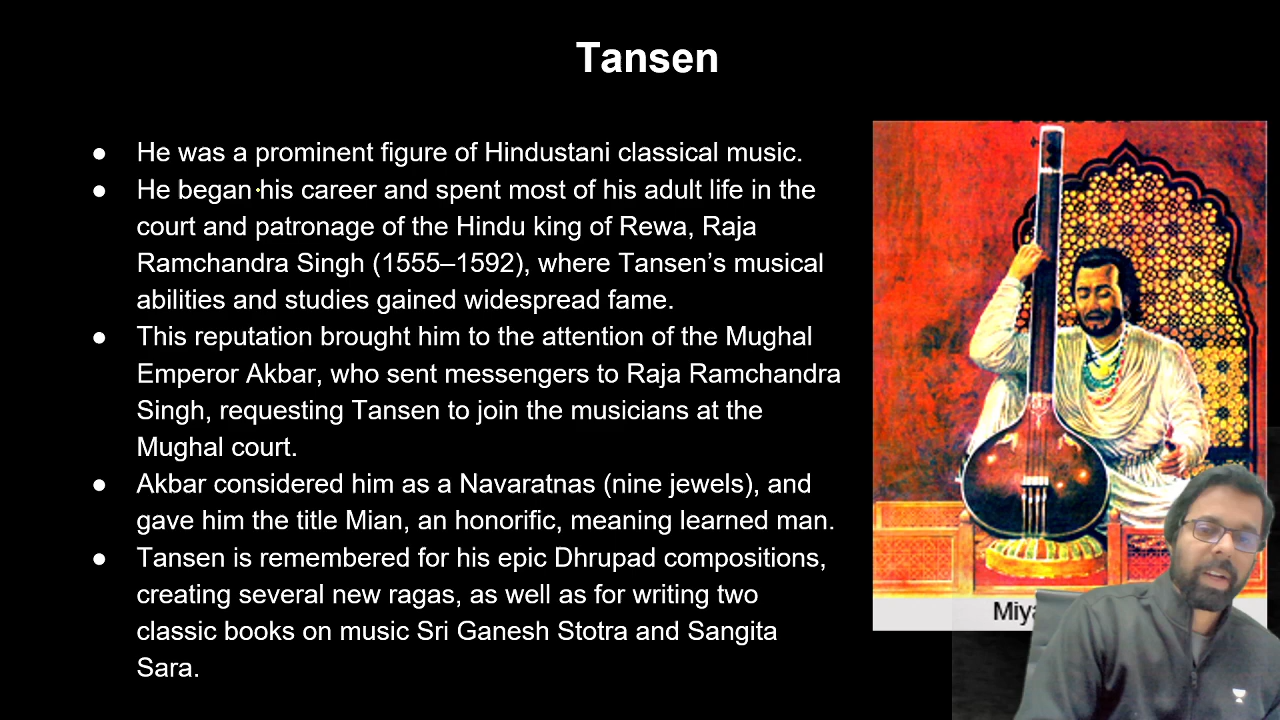 Tansen
● He was a prominent figure of Hindustani classical music.
● He began his career and spent most of his adult life in the
court and patronage of the Hindu king of Rewa, Raja
Ramchandra Singh (1555–1592), where Tansen’s musical
abilities and studies gained widespread fame.
● This reputation brought him to the attention of the Mughal
Emperor Akbar, who sent messengers to Raja Ramchandra
Singh, requesting Tansen to join the musicians at the
Mughal court.
● Akbar considered him as a Navaratnas (nine jewels), and
gave him the title Mian, an honorific, meaning learned man.
● Tansen is remembered for his epic Dhrupad compositions,
creating several new ragas, as well as for writing two
classic books on music Sri Ganesh Stotra and Sangita
Sara.